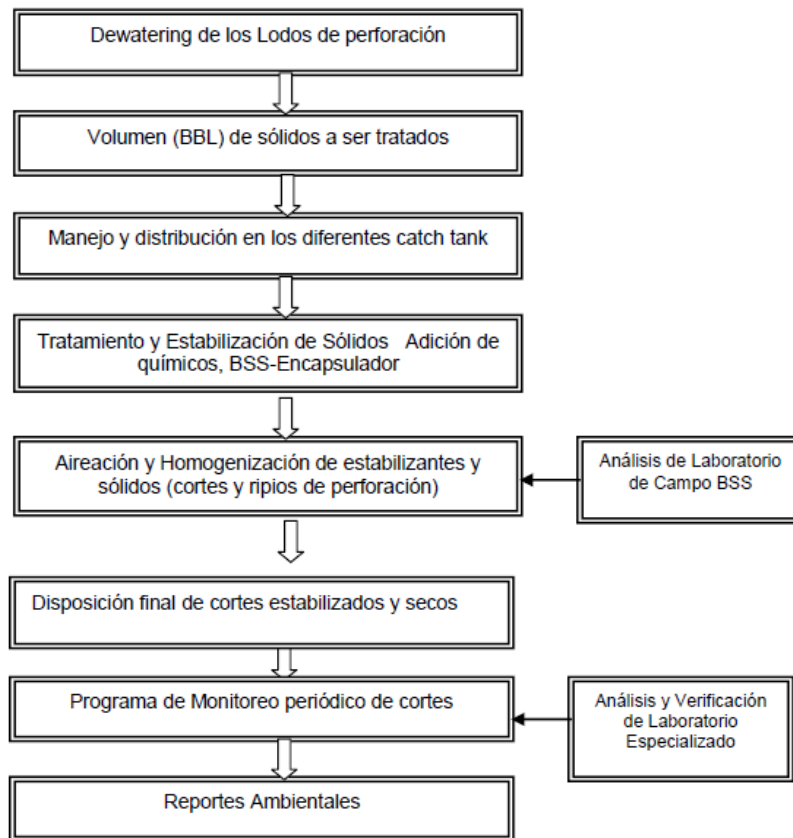 Dewatering de los Lodos de perforación
Volumen (BBL) de sólidos a ser tratados
Manejo y distribución en los diferentes catch tank
Tratamiento y Estabilización de Sólidos Adición de
químicos, BSS-Encapsulador
Aireación y Homogenización de estabilizantes y
sólidos (cortes y ripios de perforación)
Análisis de Laboratorio
de Campo BSS
Disposición final de cortes estabilizados y secos
Programa de Monitoreo periódico de cortes
Análisis y Verificación
de Laboratorio
Especializado
Reportes Ambientales